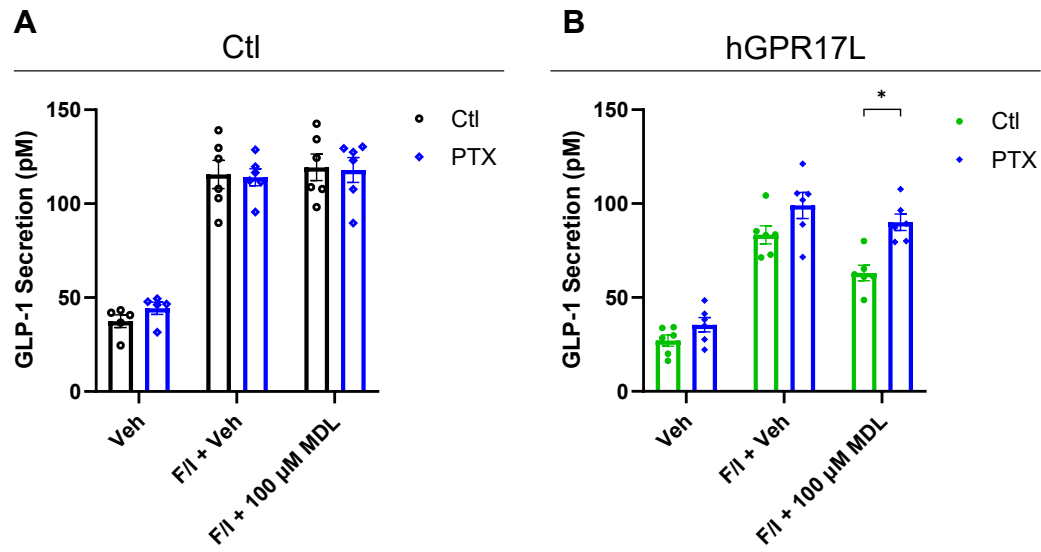 A
Ctl
GLP-1 Secretion (pM)
150
100
50
0
Veh
F/I + Veh
F/I + 100 µM MDL
Ctl
PTX
B
hGPR17L
GLP-1 Secretion (pM)
150
100
50
0
Veh
F/I + Veh
F/I + 100 µM MDL
*
Ctl
PTX